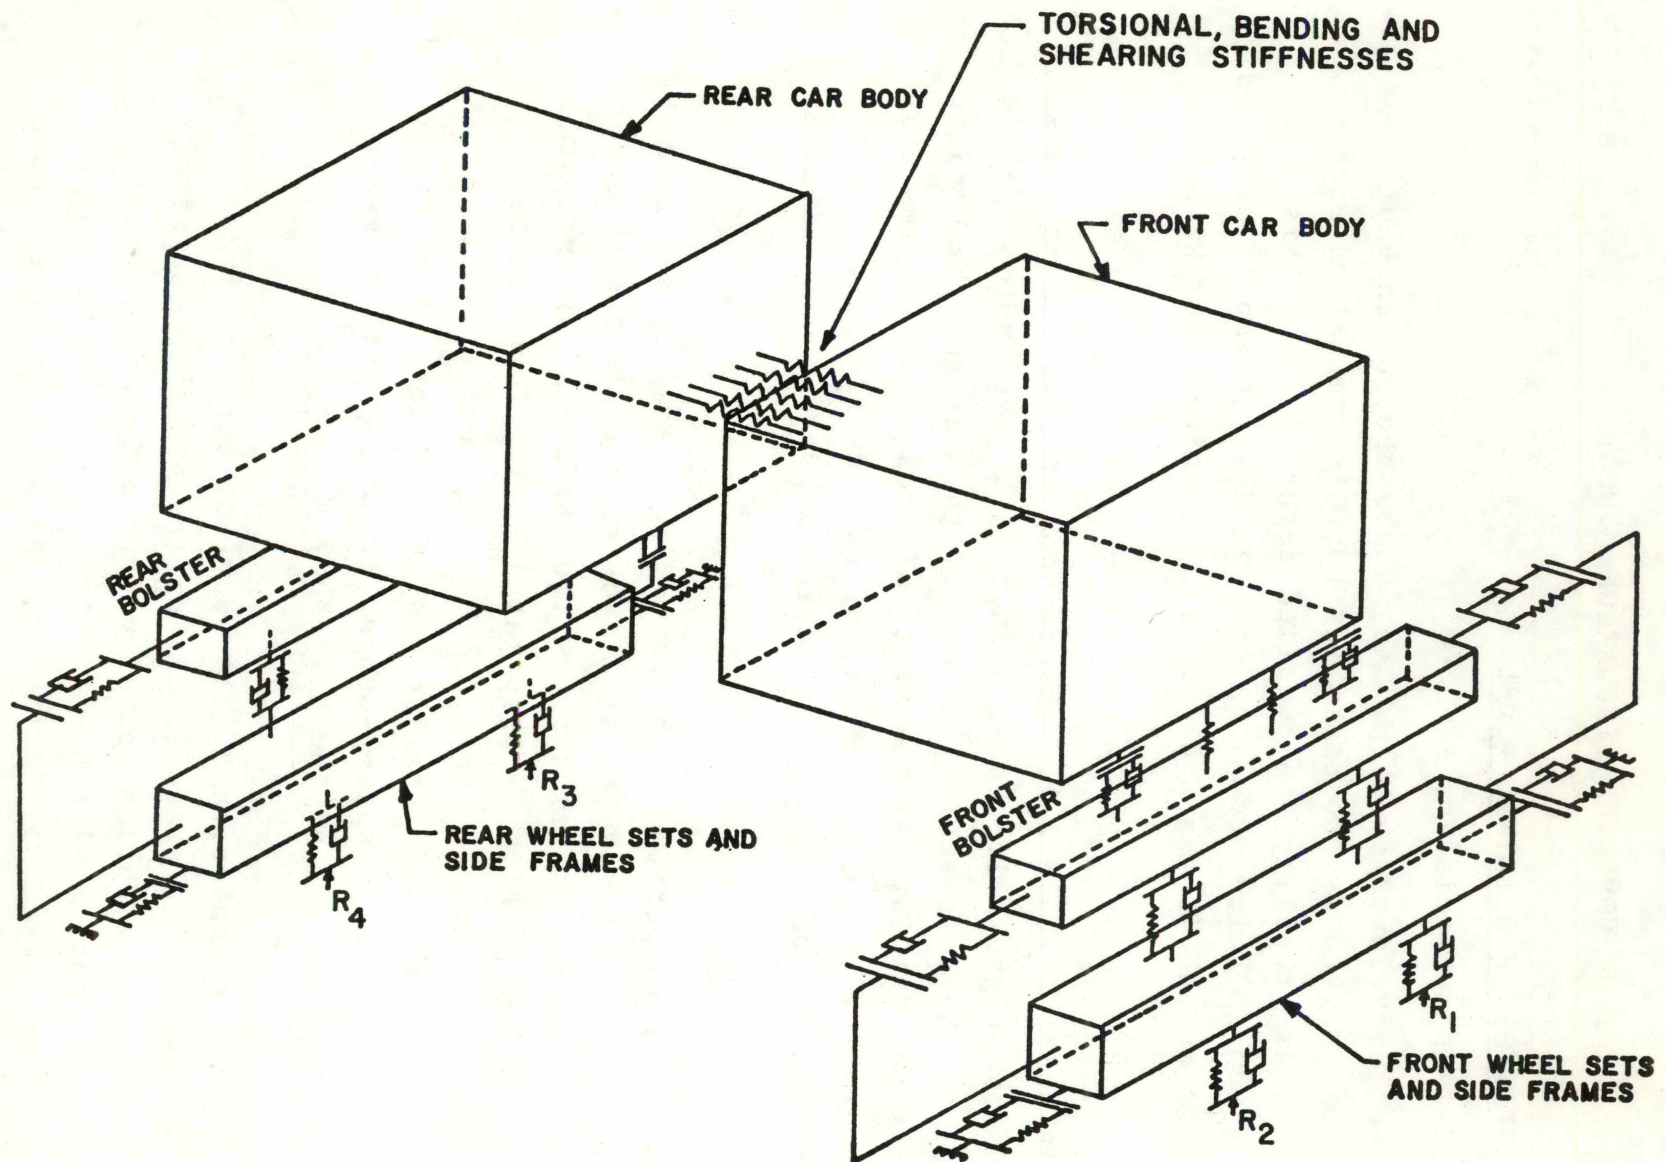 TORSIONAL, BENDING AND
SHEARING STIFFNESSES
REAR CAR BODY
FRONT CAR BODY
REAR
BOLSTER
R3
REAR WHEEL SETS AND
SIDE FRAMES
R4
FRONT
BOLSTER
R1
FRONT WHEEL SETS
AND SIDE FRAMES
R2